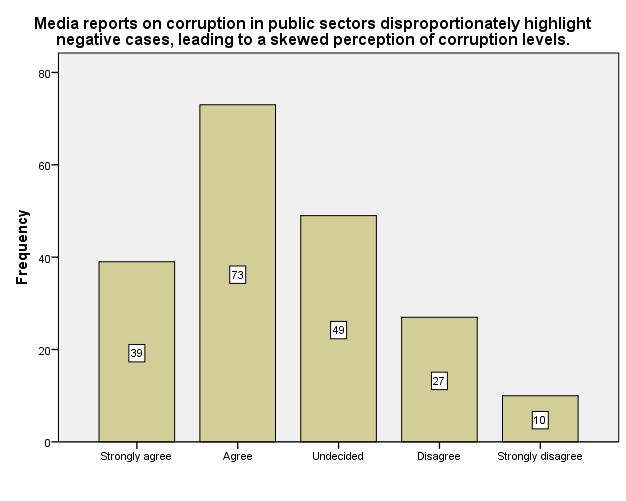 Media reports on corruption in public sectors disproportionately highlight
negative cases, leading to a skewed perception of corruption levels.
80
60
40
20
0
Frequency
39
73
49
27
10
Strongly agree
Agree
Undecided
Disagree
Strongly disagree